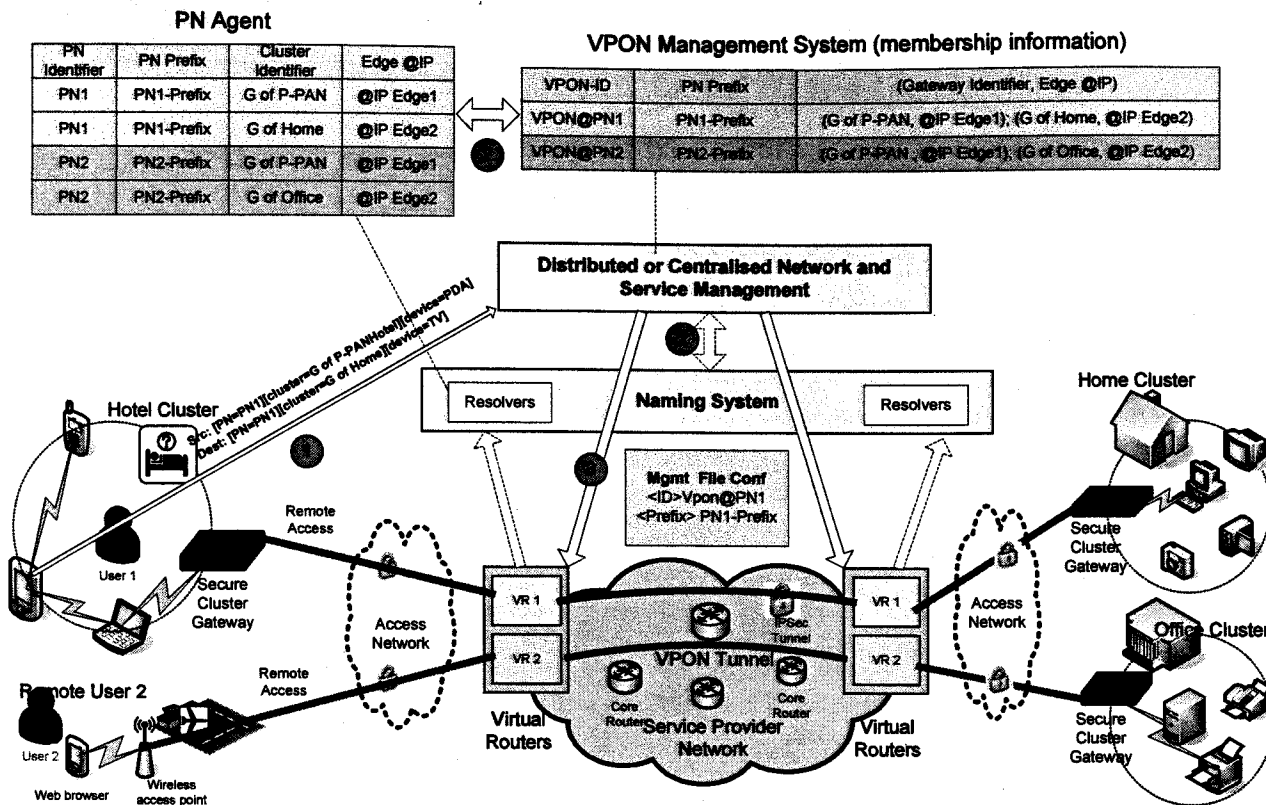 PN Agent
VPON Management System (membership information)
PN Identifier | PN Prefix | Cluster Identifier | Edge @IP
PN1 | PN1-Prefix | G of P-PAN | @IP Edge1
PN1 | PN1-Prefix | G of Home | @IP Edge2
PN2 | PN2-Prefix | G of P-PAN | @IP Edge1
PN2 | PN2-Prefix | G of Office | @IP Edge2
VPON-ID | PN Prefix | (Gateway Identifier, Edge @IP)
VPON@PN1 | PN1-Prefix | (G of P-PAN, @IP Edge1); (G of Home, @IP Edge2)
VPON@PN2 | PN2-Prefix | (G of P-PAN , @IP Edge1); (G of Office, @IP Edge2)
Distributed or Centralised Network and
Service Management
Src: [PN=PN1][cluster=G of P-PANHotel][device=PDA]
Dest: [PN=PN1][cluster=G of Home][device=TV]
Resolvers
Naming System
Resolvers
Hotel Cluster
Home Cluster
Mgmt File Conf
<ID>Vpon@PN1
<Prefix> PN1-Prefix
User 1
Secure
Cluster
Gateway
Remote
Access
Access
Network
VR 1
VR 2
IPSec
Tunnel
VPON Tunnel
Core
Router
Core
Router
Service Provider
Network
VR 1
VR 2
Access
Network
Secure
Cluster
Gateway
Office Cluster
Secure
Cluster
Gateway
Remote User 2
Remote
Access
Virtual
Routers
Virtual
Routers
User 2
Web browser
Wireless
access point